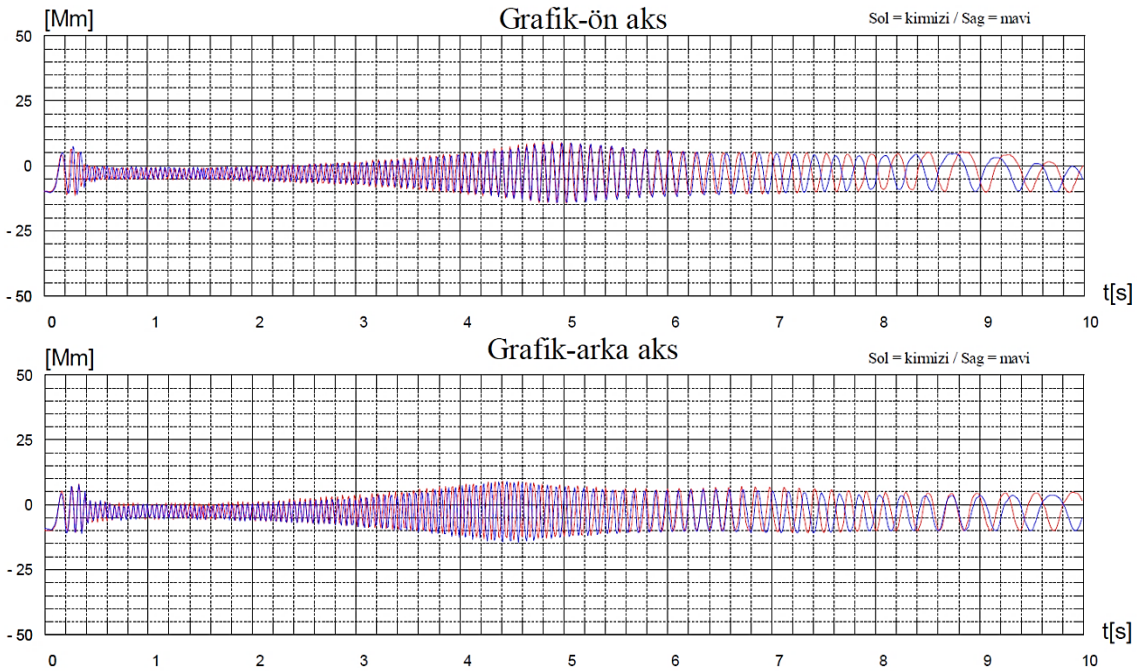 [Mm]
Grafik-ön aks
Sol = kirmizi / Sag = mavi
50
25
0
- 25
- 50
t[s]
0 1 2 3 4 5 6 7 8 9 10
[Mm]
Grafik-arka aks
Sol = kirmizi / Sag = mavi
50
25
0
- 25
- 50
t[s]
0 1 2 3 4 5 6 7 8 9 10